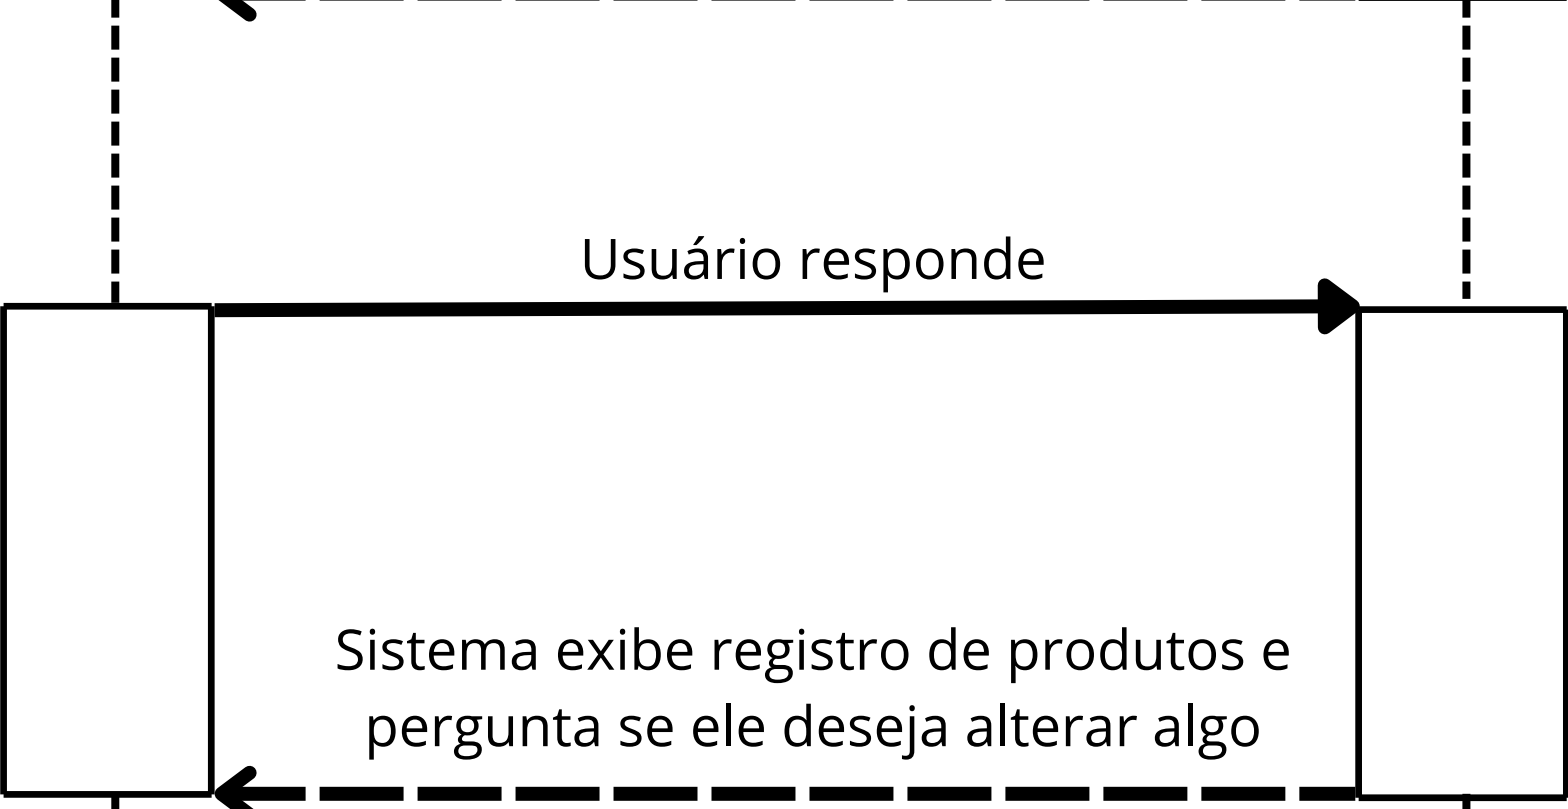 Usuário responde
Sistema exibe registro de produtos e
pergunta se ele deseja alterar algo